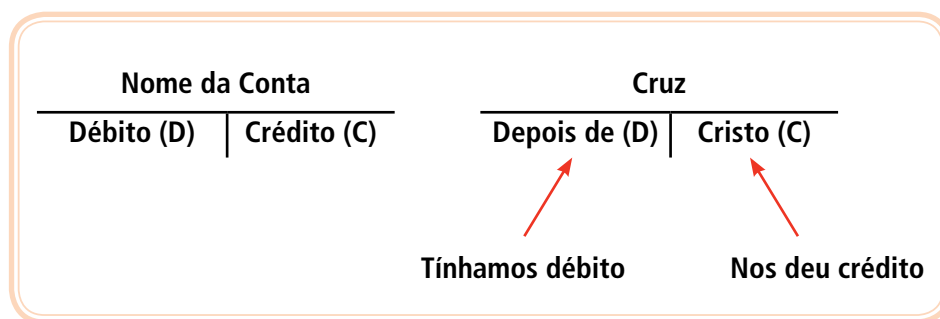 Nome da Conta
Débito (D) Crédito (C)
Cruz
Depois de (D) Cristo (C)
Tínhamos débito
Nos deu crédito